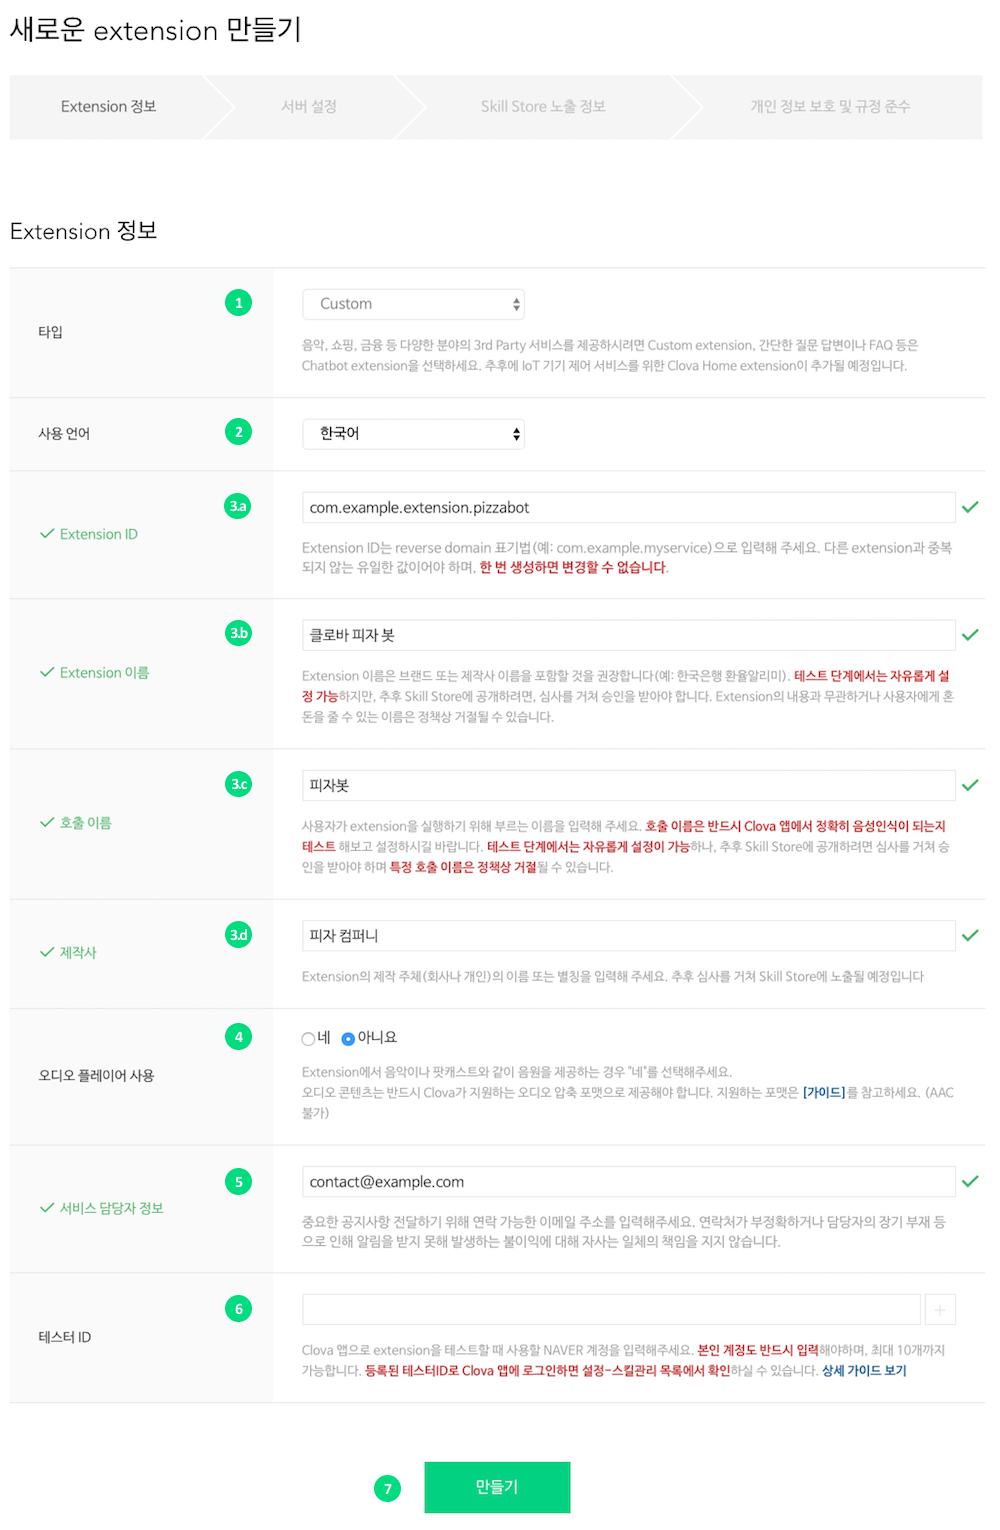 새로운 extension 만들기
Extension 정보
서버 설정
Skill Store 노출 정보
개인 정보 보호 및 규정 준수
Extension 정보
1
타입
Custom
음악, 쇼핑, 금융 등 다양한 분야의 3rd Party 서비스를 제공하시려면 Custom extension, 간단한 질문 답변이나 FAQ 등은
Chatbot extension을 선택하세요. 추후에 IoT 기기 제어 서비스를 위한 Clova Home extension이 추가될 예정입니다.
2
사용 언어
한국어
3.a
Extension ID
com.example.extension.pizzabot
Extension ID는 reverse domain 표기법(예: com.example.myservice)으로 입력해 주세요. 다른 extension과 중복
되지 않는 유일한 값이어야 하며, 한 번 생성하면 변경할 수 없습니다.
3.b
Extension 이름
클로바 피자 봇
Extension 이름은 브랜드 또는 제작사 이름을 포함할 것을 권장합니다(예: 한국은행 환율알리미). 테스트 단계에서는 자유롭게 설
정 가능하지만, 추후 Skill Store에 공개하려면, 심사를 거쳐 승인을 받아야 합니다. Extension의 내용과 무관하거나 사용자에게 혼
돈을 줄 수 있는 이름은 정책상 거절될 수 있습니다.
3.c
호출 이름
피자봇
사용자가 extension을 실행하기 위해 부르는 이름을 입력해 주세요. 호출 이름은 반드시 Clova 앱에서 정확히 음성인식이 되는지
테스트 해보고 설정하시길 바랍니다. 테스트 단계에서는 자유롭게 설정이 가능하나, 추후 Skill Store에 공개하려면 심사를 거쳐 승
인을 받아야 하며 특정 호출 이름은 정책상 거절될 수 있습니다.
3.d
제작사
피자 컴퍼니
Extension의 제작 주체(회사나 개인)의 이름 또는 별칭을 입력해 주세요. 추후 심사를 거쳐 Skill Store에 노출될 예정입니다
4
오디오 플레이어 사용
네 아니요
Extension에서 음악이나 팟캐스트와 같이 음원을 제공하는 경우 "네"를 선택해주세요.
오디오 콘텐츠는 반드시 Clova가 지원하는 오디오 압축 포맷으로 제공해야 합니다. 지원하는 포맷은 [가이드]를 참고하세요. (AAC
불가)
5
서비스 담당자 정보
contact@example.com
중요한 공지사항 전달하기 위해 연락 가능한 이메일 주소를 입력해주세요. 연락처가 부정확하거나 담당자의 장기 부재 등
으로 인해 알림을 받지 못해 발생하는 불이익에 대해 자사는 일체의 책임을 지지 않습니다.
6
테스터 ID
+
Clova 앱으로 extension을 테스트할 때 사용할 NAVER 계정을 입력해주세요. 본인 계정도 반드시 입력해야하며, 최대 10개까지
가능합니다. 등록된 테스터ID로 Clova 앱에 로그인하면 설정-스킬관리 목록에서 확인하실 수 있습니다. 상세 가이드 보기
7
만들기